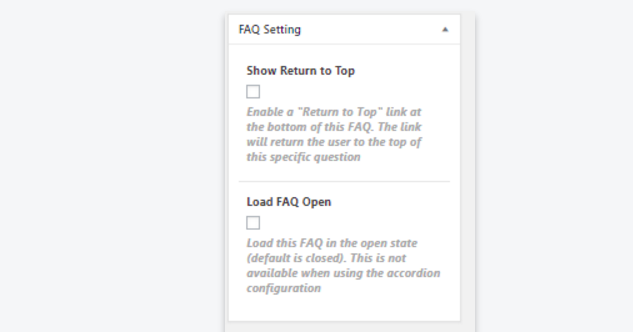 FAQ Setting
Show Return to Top
Enable a "Return to Top" link at
the bottom of this FAQ. The link
will return the user to the top of
this specific question
Load FAQ Open
Load this FAQ in the open state
(default is closed). This is not
available when using the accordion
configuration